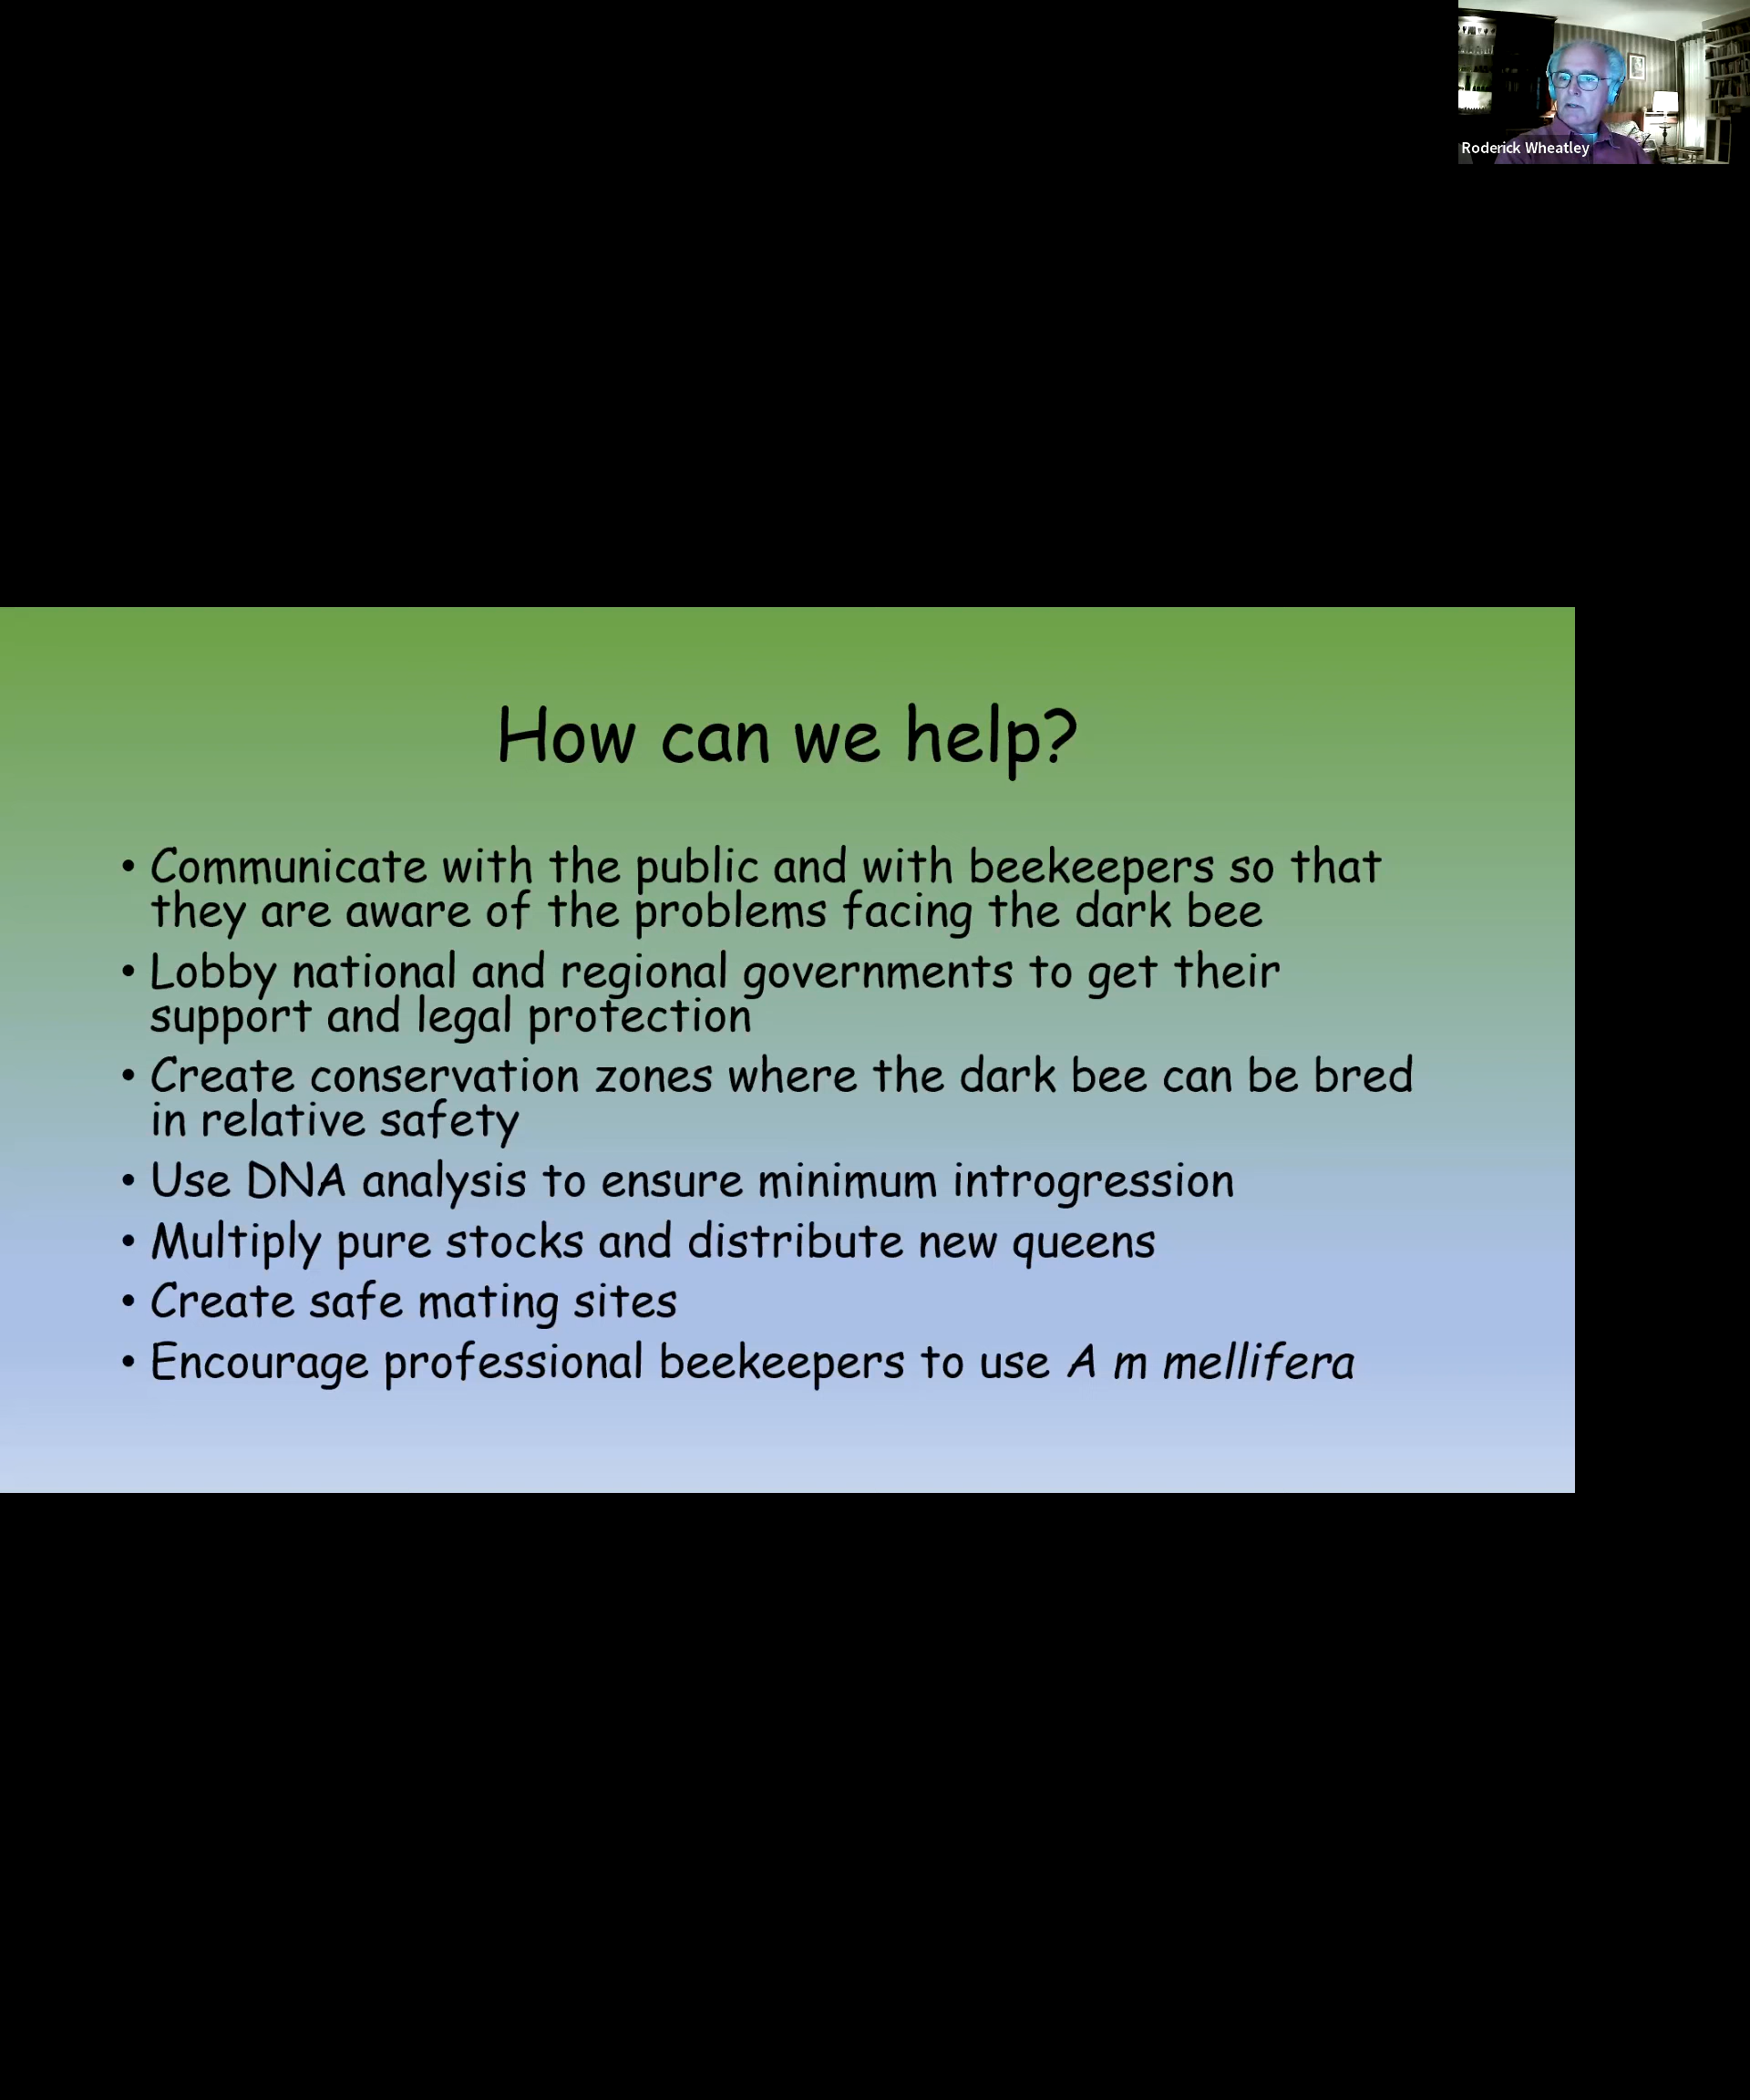 Roderick Wheatley
How can we help?
• Communicate with the public and with beekeepers so that
they are aware of the problems facing the dark bee
• Lobby national and regional governments to get their
support and legal protection
• Create conservation zones where the dark bee can be bred
in relative safety
• Use DNA analysis to ensure minimum introgression
• Multiply pure stocks and distribute new queens
• Create safe mating sites
• Encourage professional beekeepers to use A m mellifera